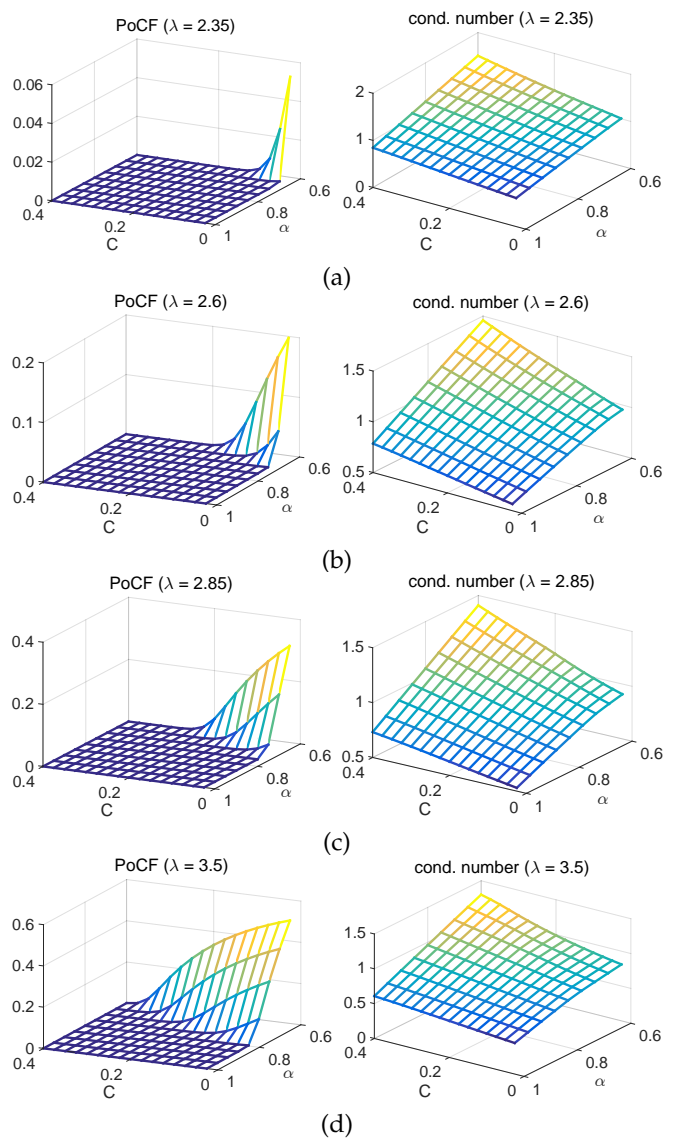 PoCF (λ = 2.35)
cond. number (λ = 2.35)
0.06
0.04
0.02
0
0.4
0.2
C
0
1
0.8
α
0.6
2
1
0
0.4
0.2
C
0
1
0.8
α
0.6
(a)
PoCF (λ = 2.6)
cond. number (λ = 2.6)
0.2
0.1
0
0.4
0.2
C
0
1
0.8
α
0.6
1.5
1
0.5
0.4
0.2
C
0
1
0.8
α
0.6
(b)
PoCF (λ = 2.85)
cond. number (λ = 2.85)
0.4
0.2
0
0.4
0.2
C
0
1
0.8
α
0.6
1.5
1
0.5
0.4
0.2
C
0
1
0.8
α
0.6
(c)
PoCF (λ = 3.5)
cond. number (λ = 3.5)
0.6
0.4
0.2
0
0.4
0.2
C
0
1
0.8
α
0.6
1.5
1
0.5
0
0.4
0.2
C
0
1
0.8
α
0.6
(d)